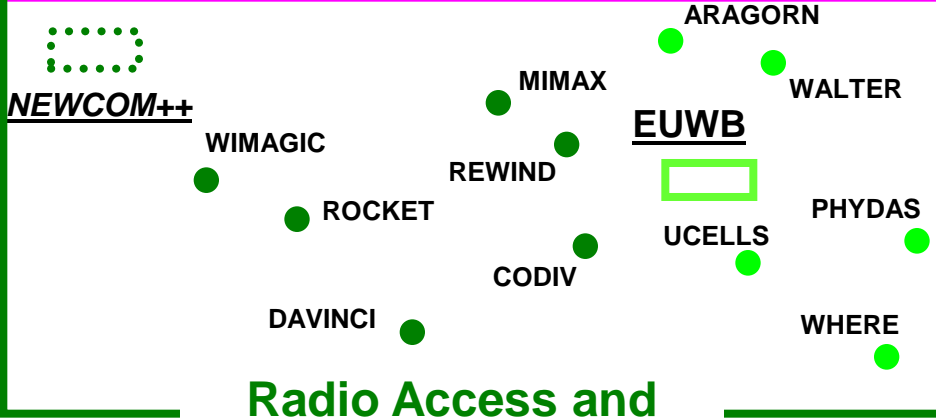 ARAGORN
MIMAX
WALTER
NEWCOM++
EUWB
WIMAGIC
REWIND
ROCKET
PHYDAS
UCELLS
CODIV
DAVINCI
WHERE
Radio Access and